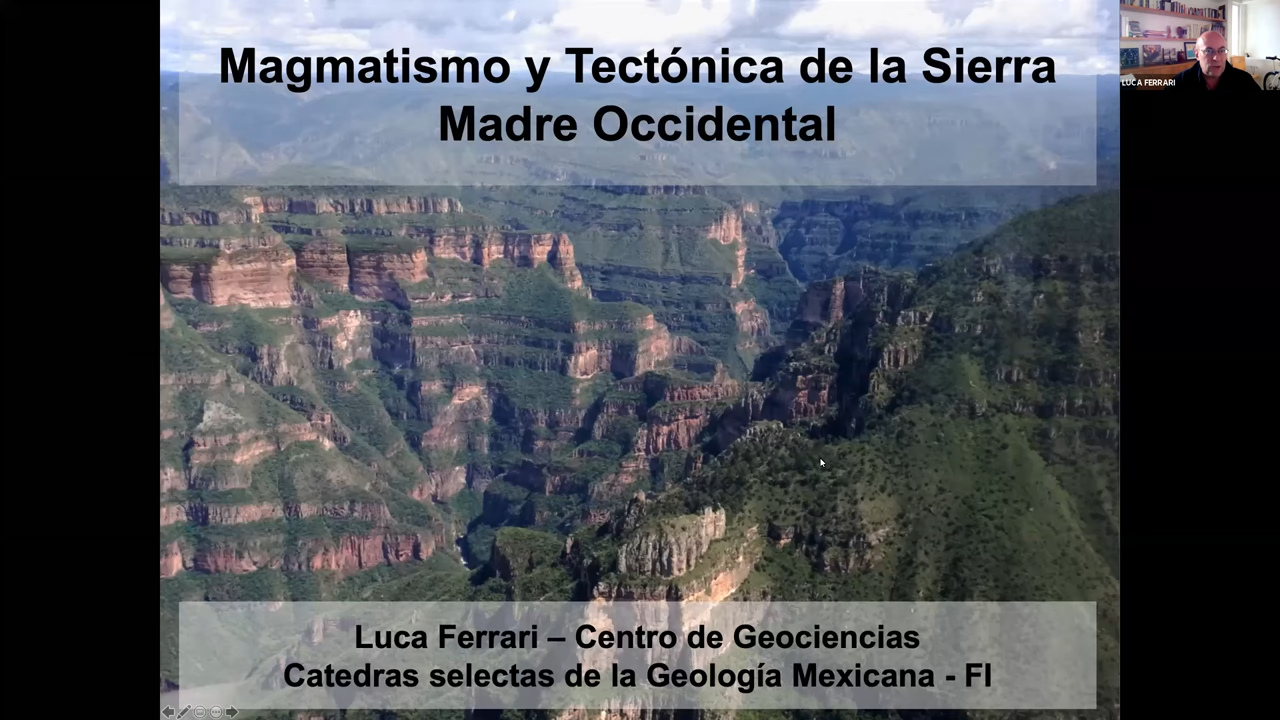 Magmatismo y Tectónica de la Sierra
Madre Occidental
LUCA FERRARI
Luca Ferrari – Centro de Geociencias
Catedras selectas de la Geología Mexicana - FI